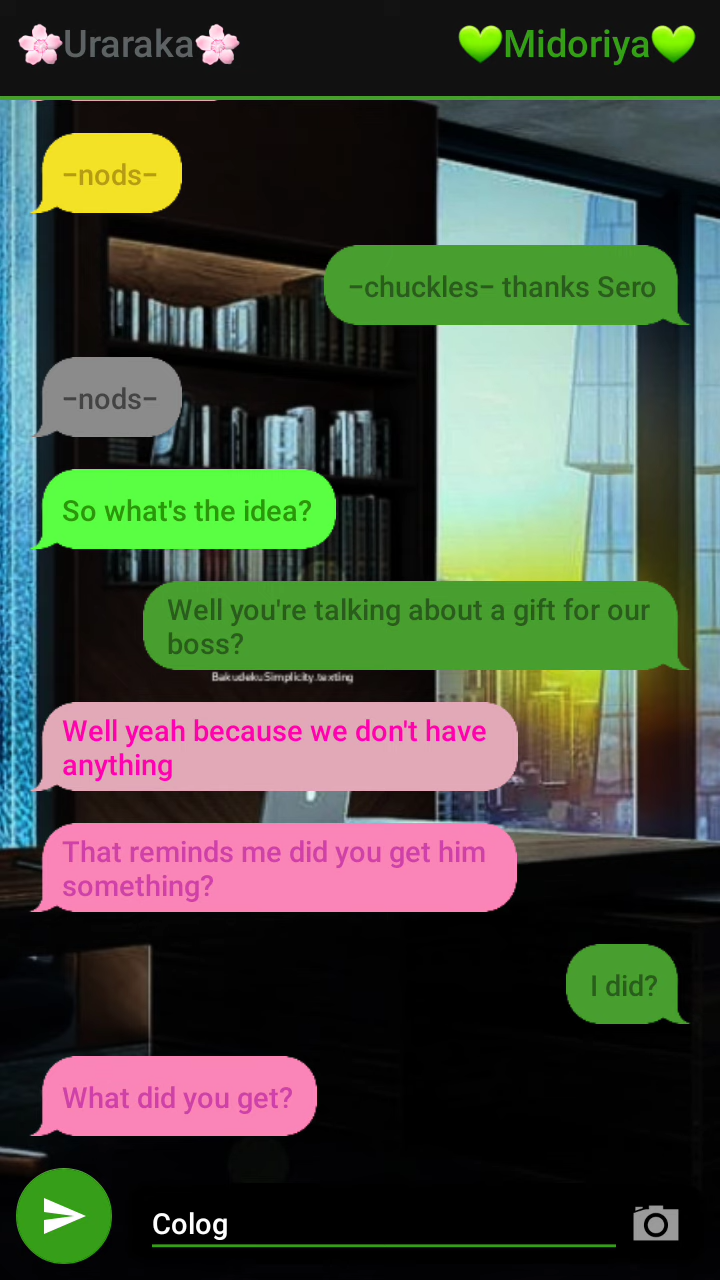 🌸Uraraka🌸
💚Midoriya💚
–nods–
–chuckles– thanks Sero
–nods–
So what's the idea?
Well you're talking about a gift for our
boss?
BakudekuSimplicity.texting
Well yeah because we don't have
anything
That reminds me did you get him
something?
I did?
What did you get?
Colog